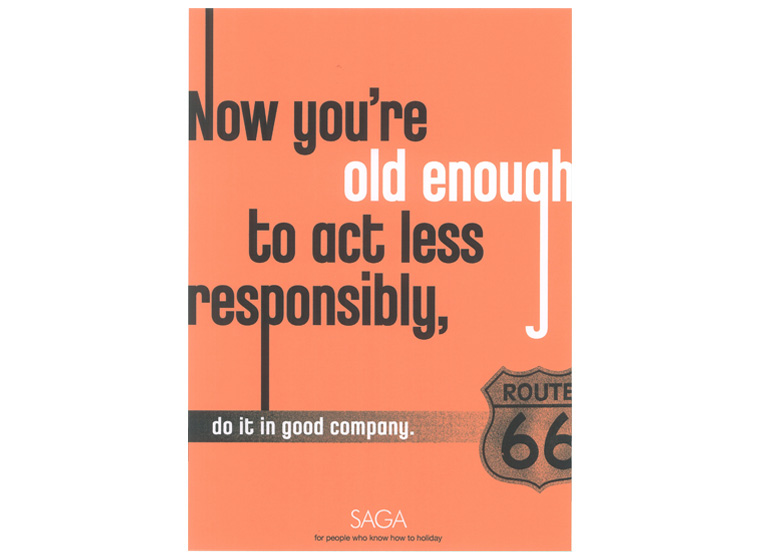 Now you’re
old enough
to act less
responsibly,
do it in good company.
ROUTE
66
SAGA
for people who know how to holiday